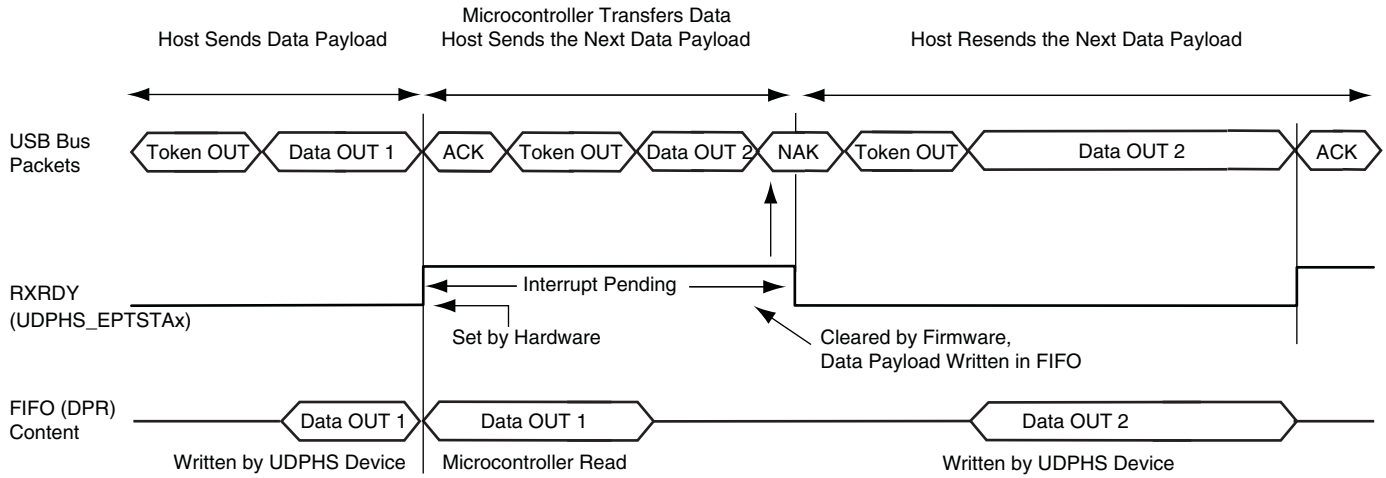 Host Sends Data Payload
Microcontroller Transfers Data
Host Sends the Next Data Payload
Host Resends the Next Data Payload
USB Bus
Packets
Token OUT
Data OUT 1
ACK
Token OUT
Data OUT 2
NAK
Token OUT
Data OUT 2
ACK
RXRDY
(UDPHS_EPTSTAx)
Interrupt Pending
Set by Hardware
Cleared by Firmware,
Data Payload Written in FIFO
FIFO (DPR)
Content
Data OUT 1
Data OUT 1
Data OUT 2
Written by UDPHS Device
Microcontroller Read
Written by UDPHS Device